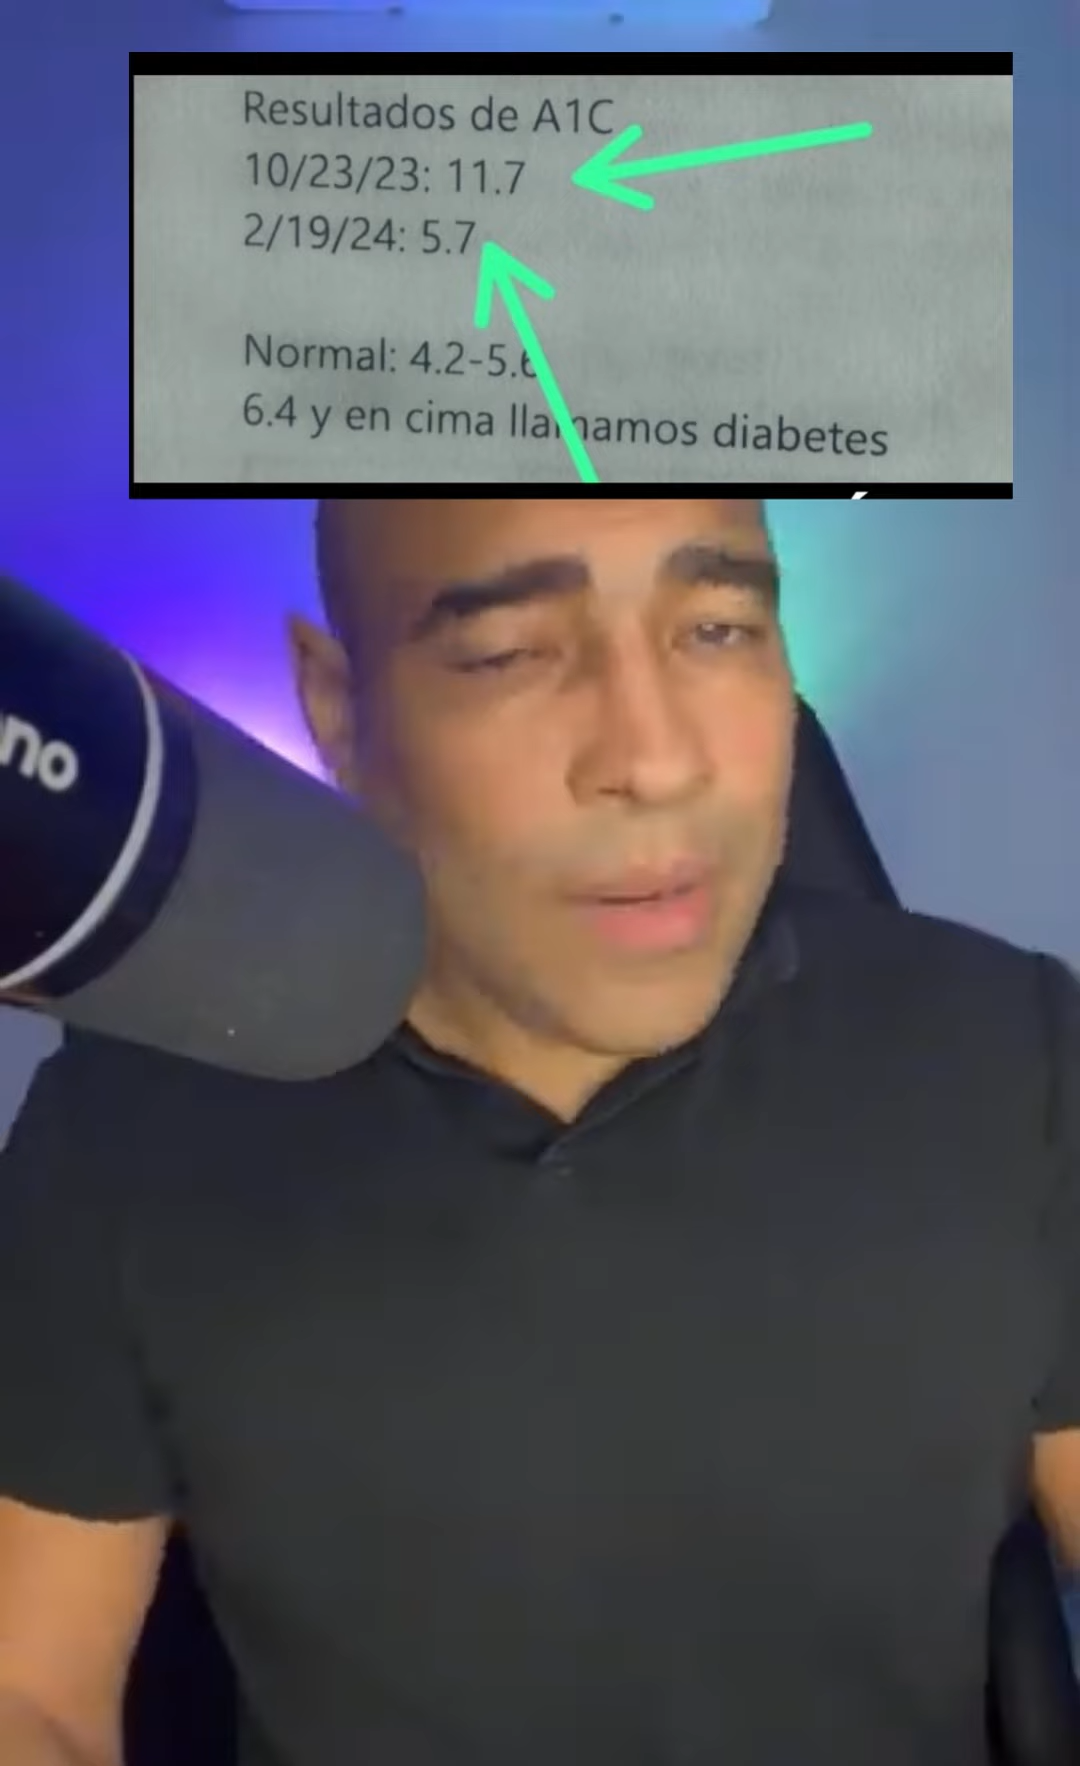 Resultados de A1C
10/23/23: 11.7
2/19/24: 5.7
Normal: 4.2-5.6
6.4 y en cima llamamos diabetes
no